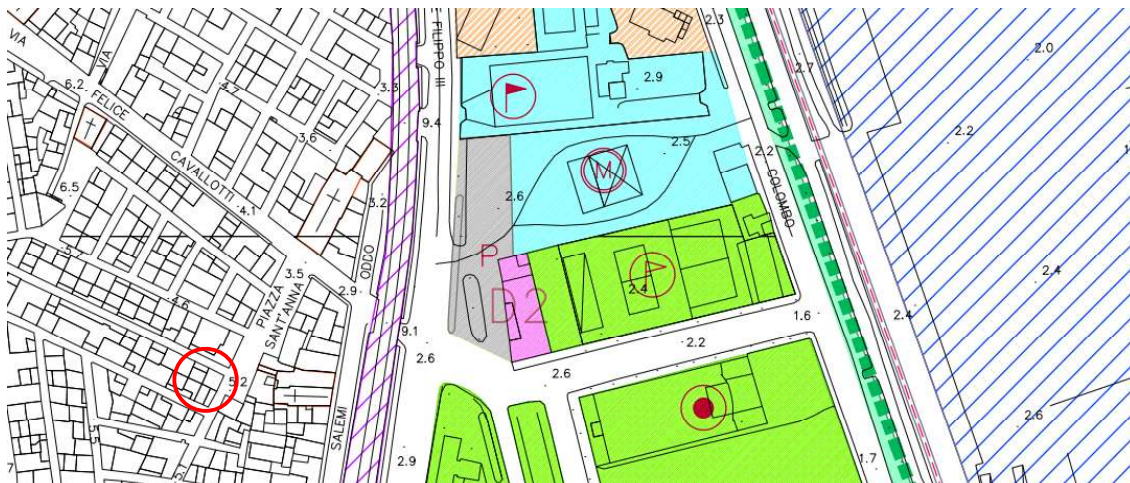 VIA
FELICE
CAVALLOTTI
VIA
6.2
3.6
3.3
9.4
FILIPPO III
2.3
2.7
2.0
2.9
2.2
2.5
2.2
M
COLOMBO
6.5
4.1
3.2
2.6
ODDO
3.5
P
2.4
2.4
PIAZZA
SANT'ANNA
2.9
4.6
D2
1.6
2.4
9.1
2.6
2.2
5.2
2.6
SALEMI
2.6
5.5
2.9
1.7